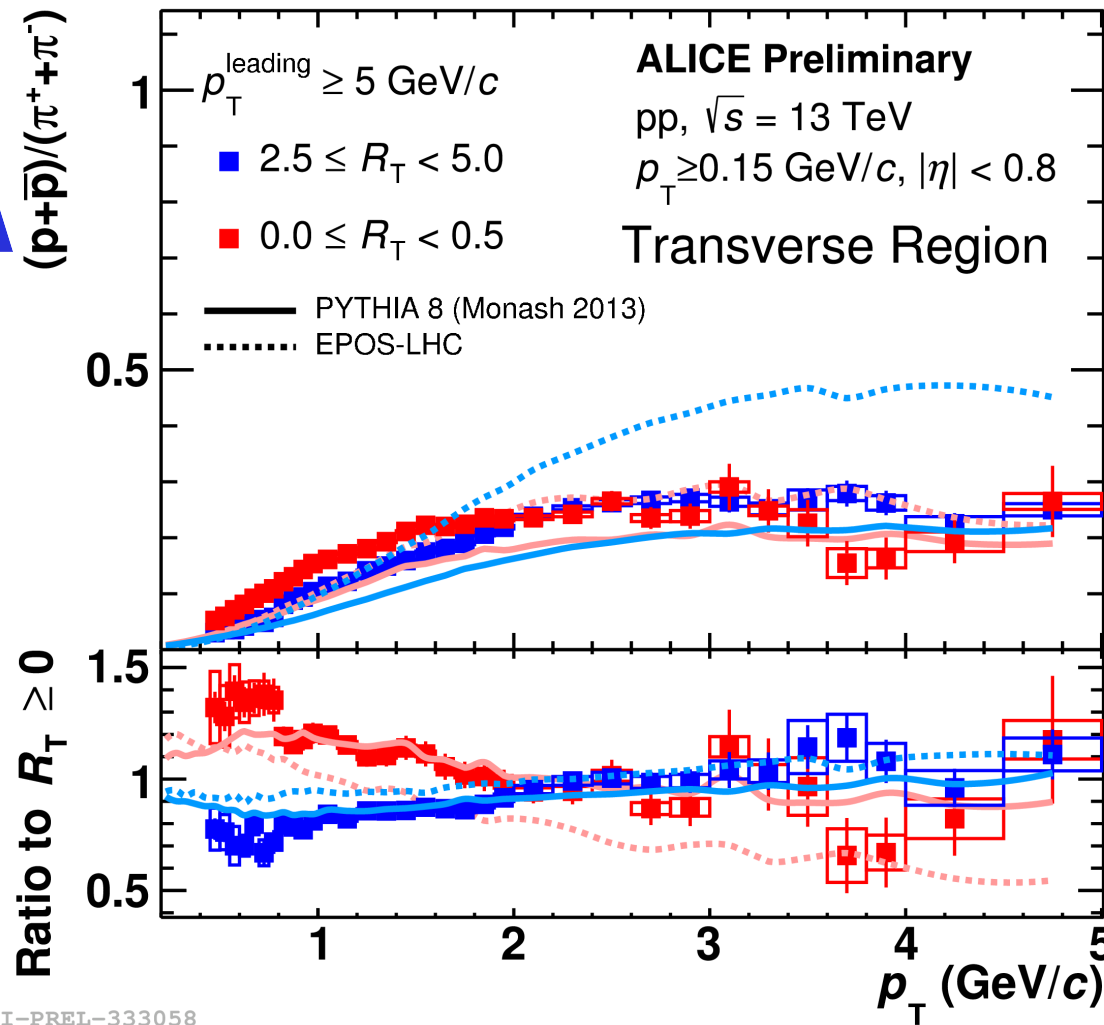 (p+p̅)/(π⁺+π⁻)
1
0.5
p_T^leading ≥ 5 GeV/c
2.5 ≤ R_T < 5.0
0.0 ≤ R_T < 0.5
PYTHIA 8 (Monash 2013)
EPOS-LHC
ALICE Preliminary
pp, √s = 13 TeV
p_T≥0.15 GeV/c, |η| < 0.8
Transverse Region
Ratio to R_T ≥ 0
1.5
1
0.5
1 2 3 4 5
p_T (GeV/c)
I-PREL-333058